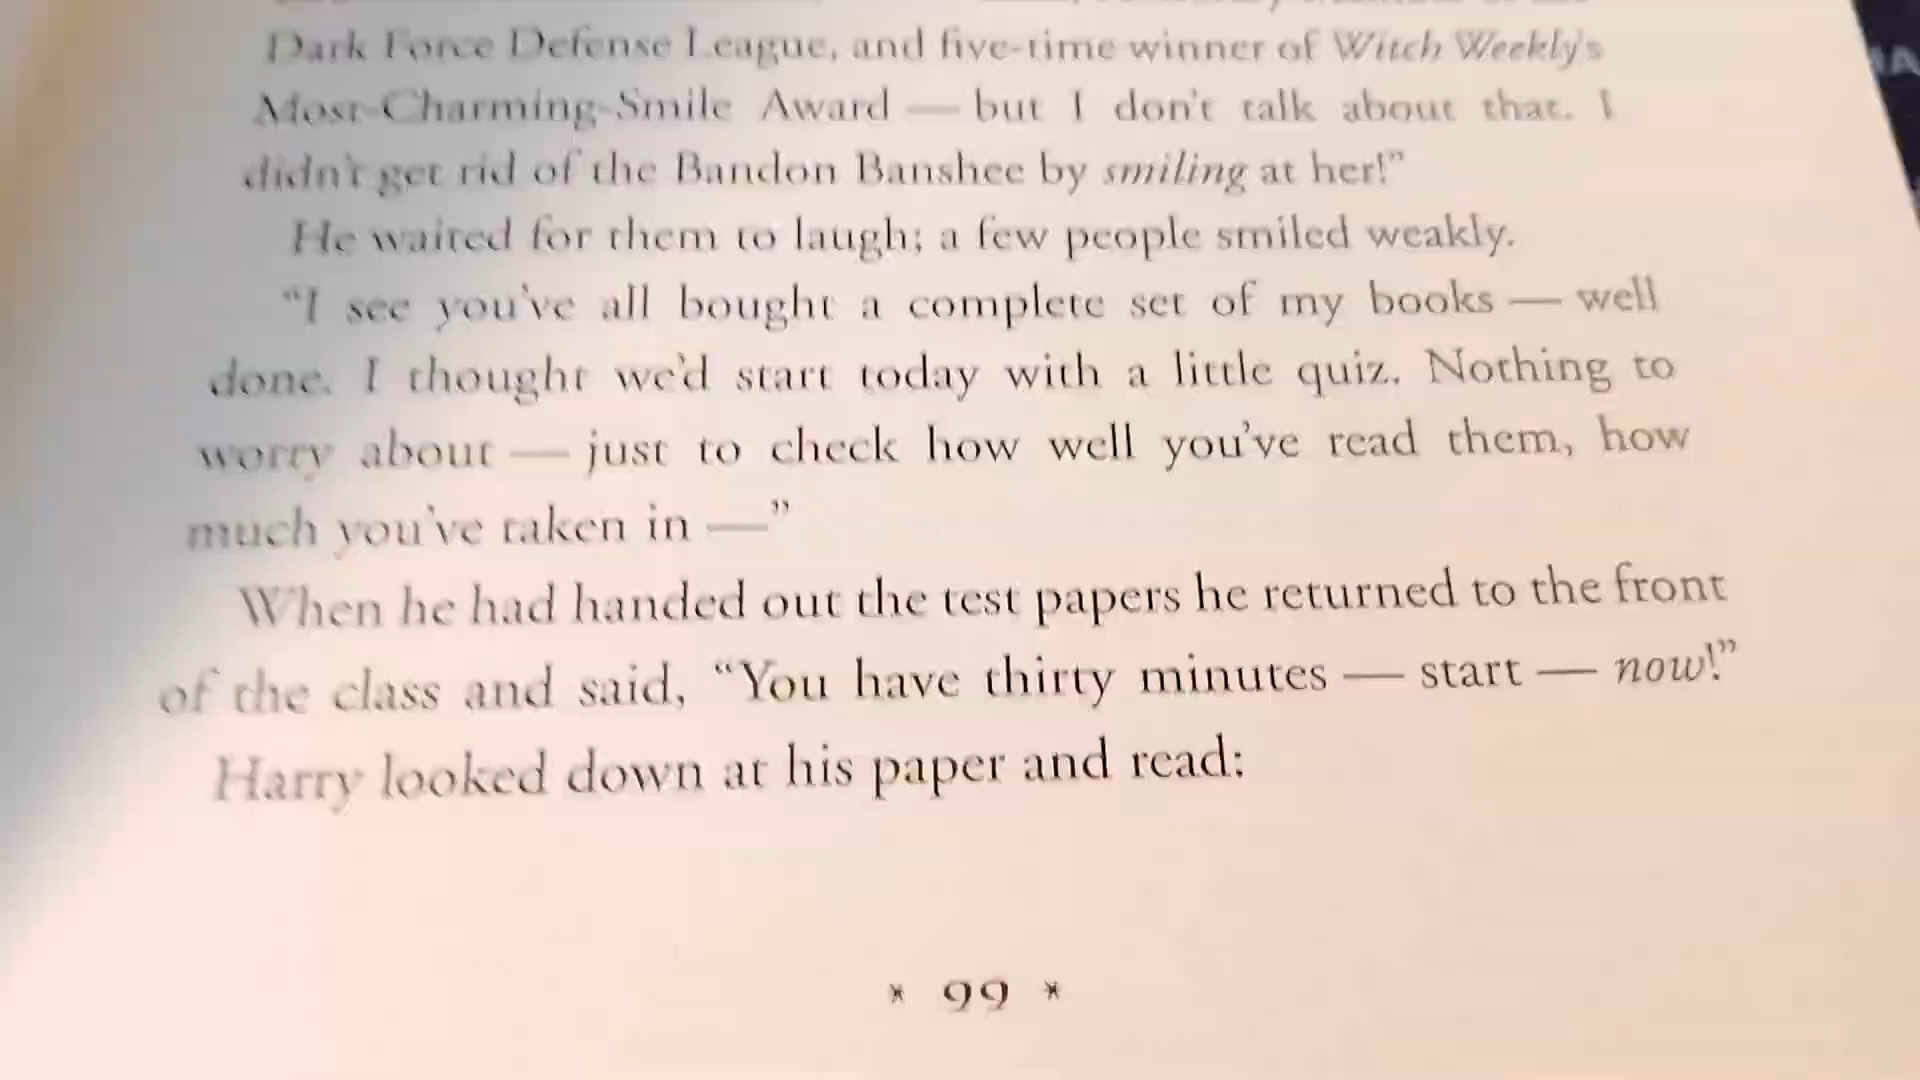 Dark Force Defense League, and five-time winner of Witch Weekly's
Most-Charming-Smile Award — but I don't talk about that. I
didn't get rid of the Bandon Banshee by smiling at her!”
He waited for them to laugh; a few people smiled weakly.
“I see you've all bought a complete set of my books — well
done. I thought we'd start today with a little quiz. Nothing to
worry about — just to check how well you've read them, how
much you've taken in —”
When he had handed out the test papers he returned to the front
of the class and said, “You have thirty minutes — start — now!”
Harry looked down at his paper and read:
* 99 *